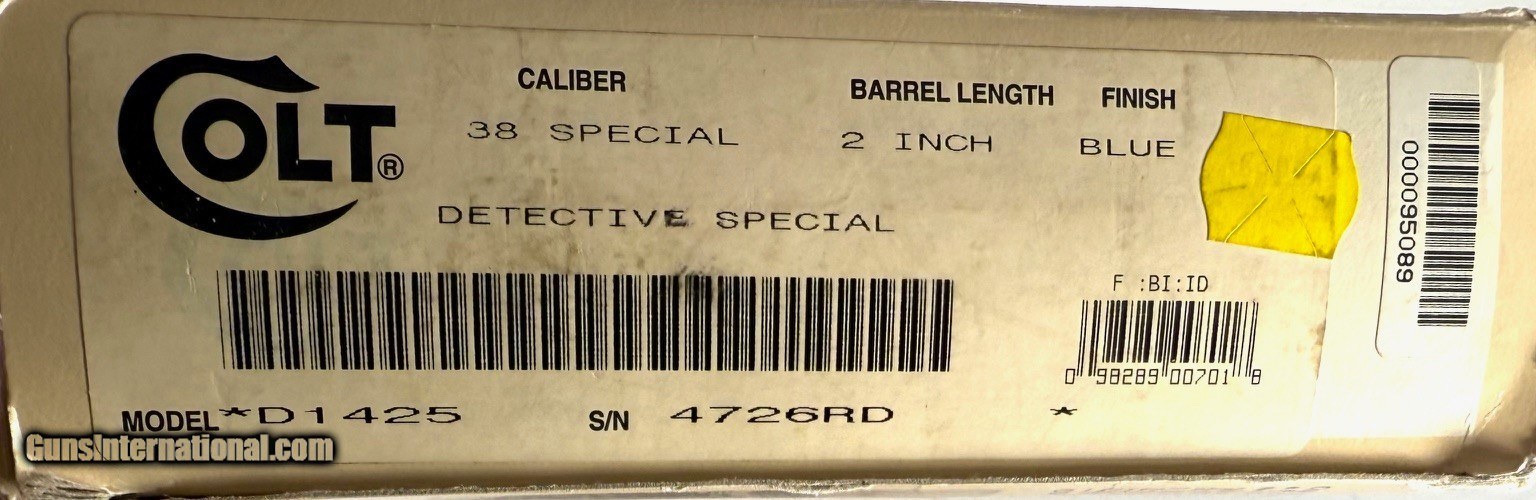 COLT®
CALIBER BARREL LENGTH FINISH
38 SPECIAL 2 INCH BLUE
DETECTIVE SPECIAL
F :BI:ID
0 98289 00701 8
MODEL *D1425 S/N 4726RD *
000095089
GunsInternational.com